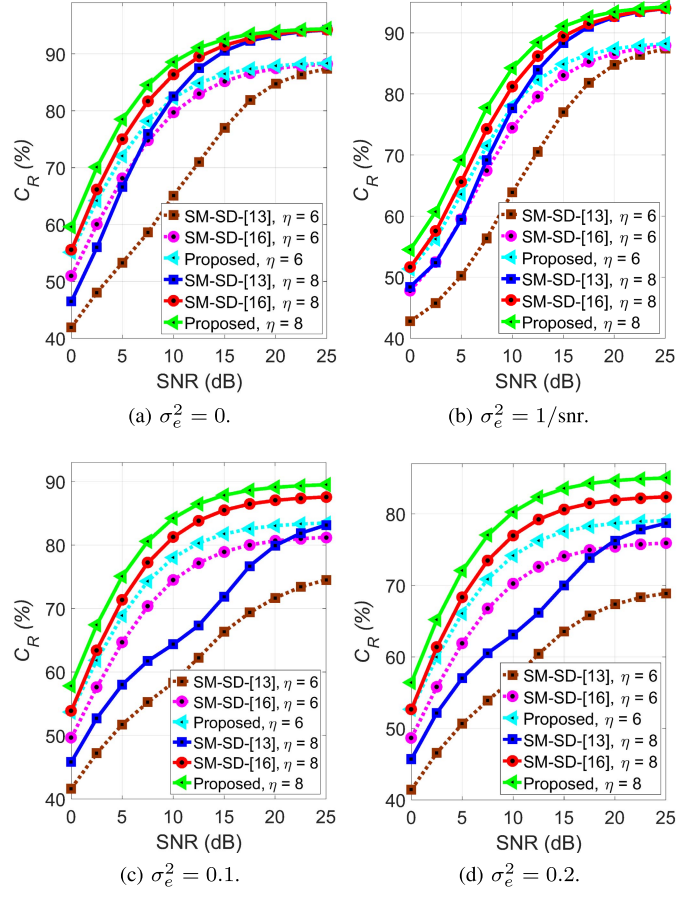 90
80
70
60
50
40
C_R (%)
SM-SD-[13], η = 6
SM-SD-[16], η = 6
Proposed, η = 6
SM-SD-[13], η = 8
SM-SD-[16], η = 8
Proposed, η = 8
0 5 10 15 20 25
SNR (dB)
(a) σ_e^2 = 0.
90
80
70
60
50
40
C_R (%)
SM-SD-[13], η = 6
SM-SD-[16], η = 6
Proposed, η = 6
SM-SD-[13], η = 8
SM-SD-[16], η = 8
Proposed, η = 8
0 5 10 15 20 25
SNR (dB)
(b) σ_e^2 = 1/snr.
90
80
70
60
50
40
C_R (%)
SM-SD-[13], η = 6
SM-SD-[16], η = 6
Proposed, η = 6
SM-SD-[13], η = 8
SM-SD-[16], η = 8
Proposed, η = 8
0 5 10 15 20 25
SNR (dB)
(c) σ_e^2 = 0.1.
80
70
60
50
40
C_R (%)
SM-SD-[13], η = 6
SM-SD-[16], η = 6
Proposed, η = 6
SM-SD-[13], η = 8
SM-SD-[16], η = 8
Proposed, η = 8
0 5 10 15 20 25
SNR (dB)
(d) σ_e^2 = 0.2.